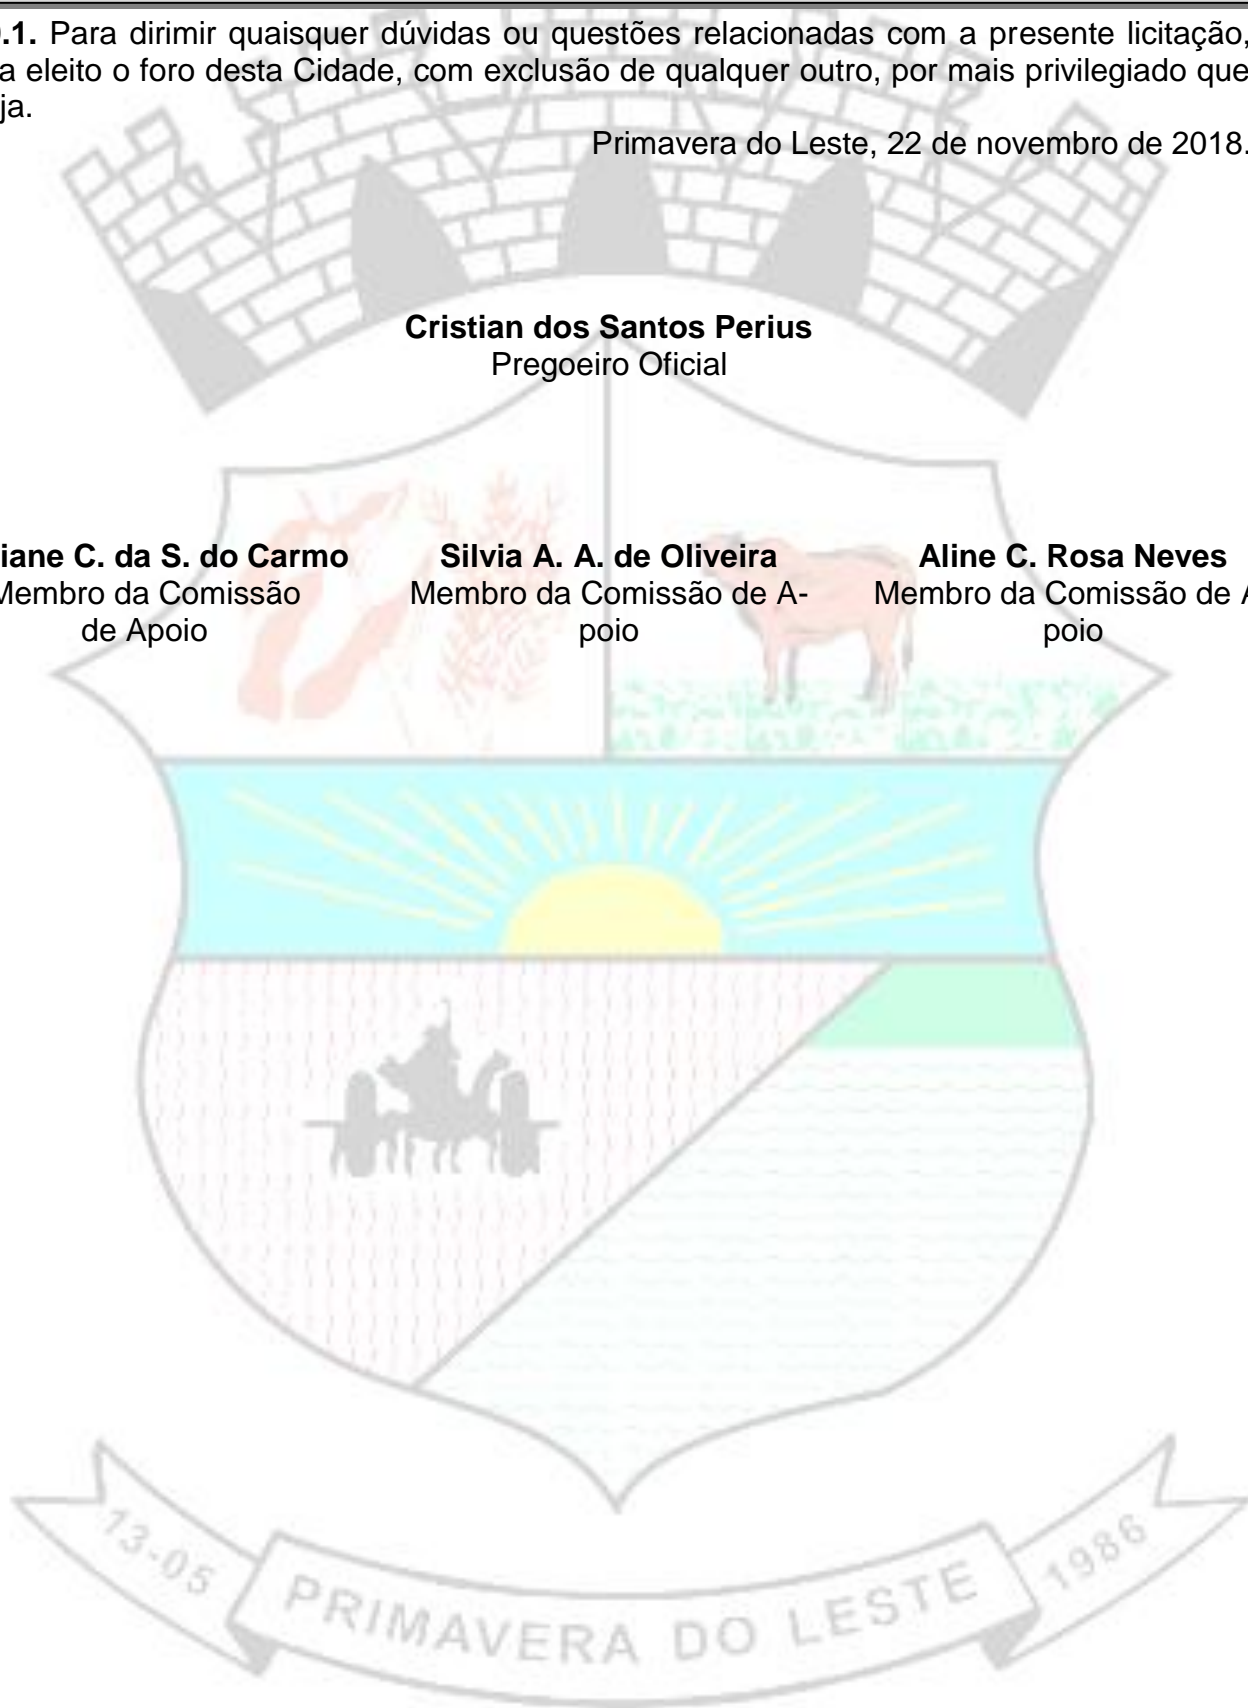 .1. Para dirimir quaisquer dúvidas ou questões relacionadas com a presente licitação,
a eleito o foro desta Cidade, com exclusão de qualquer outro, por mais privilegiado que
ja.
Primavera do Leste, 22 de novembro de 2018.
Cristian dos Santos Perius
Pregoeiro Oficial
iane C. da S. do Carmo Silvia A. A. de Oliveira Aline C. Rosa Neves
Membro da Comissão Membro da Comissão de A- Membro da Comissão de A
de Apoio poio poio
13-05 PRIMAVERA DO LESTE 1986